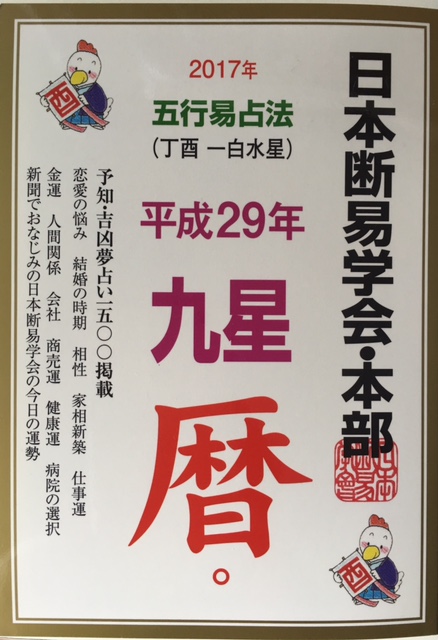 日本断易学会・本部
2017年
五行易占法
(丁酉 一白水星)
平成29年
九星
暦。
予知・吉凶夢占い一五〇〇掲載
恋愛の悩み 結婚の時期 相性 家相新築 仕事運
金運 人間関係 会社 商売運 健康運 病院の選択
新聞でおなじみの日本断易学会の今日の運勢
酉
酉